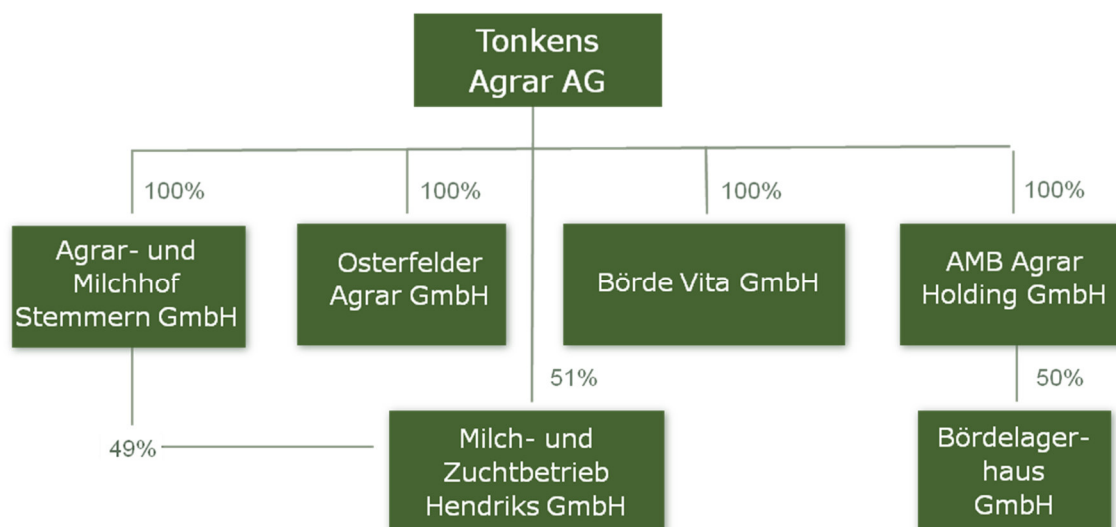 Tonkens
Agrar AG
100%
100%
100%
100%
Agrar- und
Milchhof
Stemmern GmbH
Osterfelder
Agrar GmbH
Börde Vita GmbH
AMB Agrar
Holding GmbH
51%
50%
49%
Milch- und
Zuchtbetrieb
Hendriks GmbH
Bördelager-
haus
GmbH